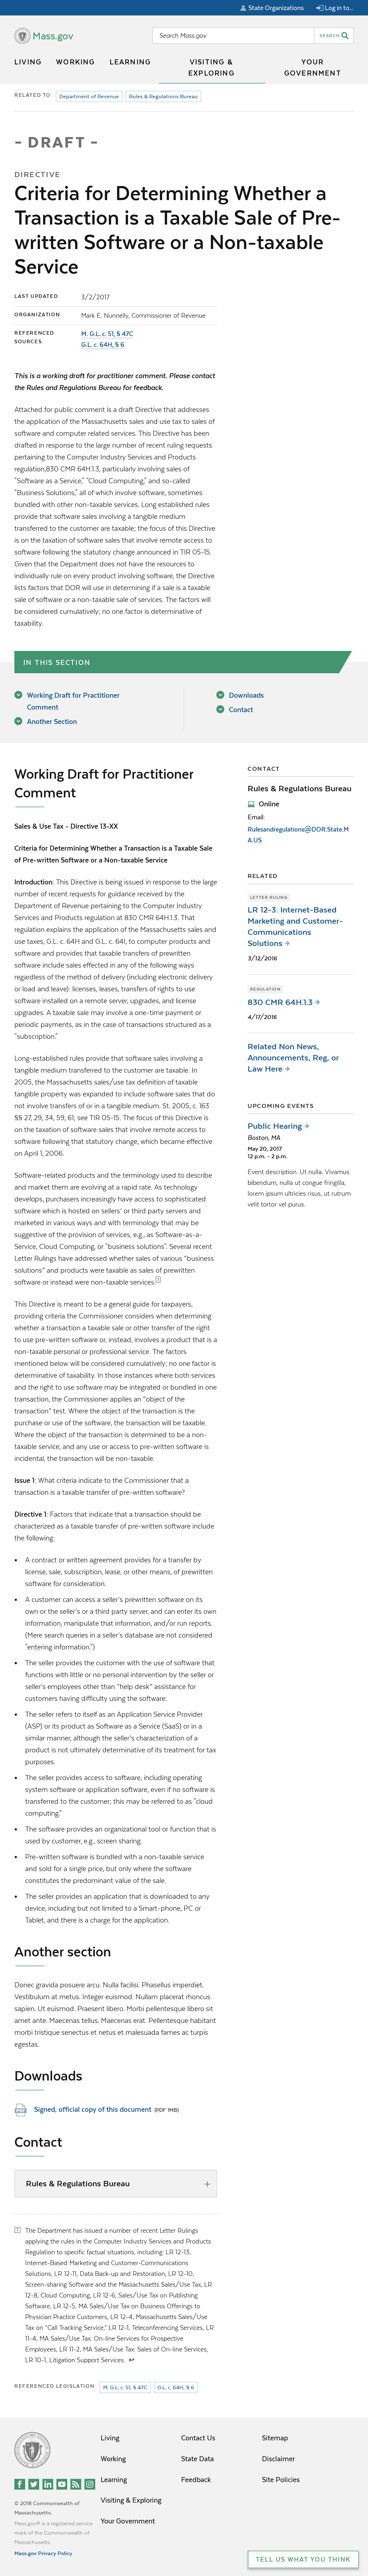 State Organizations
Log in to...
Mass.gov
Search Mass.gov
SEARCH
LIVING
WORKING
LEARNING
VISITING &
EXPLORING
YOUR
GOVERNMENT
RELATED TO:
Department of Revenue
Rules & Regulations Bureau
- DRAFT -
DIRECTIVE
Criteria for Determining Whether a
Transaction is a Taxable Sale of Pre-
written Software or a Non-taxable
Service
LAST UPDATED:
3/2/2017
ORGANIZATION:
Mark E. Nunnelly, Commissioner of Revenue
REFERENCED
SOURCES:
M. G.L. c. 51, § 47C
G.L. c. 64H, § 6
This is a working draft for practitioner comment. Please contact
the Rules and Regulations Bureau for feedback.
Attached for public comment is a draft Directive that addresses
the application of the Massachusetts sales and use tax to sales of
software and computer related services. This Directive has been
drafted in response to the large number of recent ruling requests
pertaining to the Computer Industry Services and Products
regulation,830 CMR 64H.1.3, particularly involving sales of
"Software as a Service," "Cloud Computing," and so-called
"Business Solutions," all of which involve software, sometimes
bundled with other non-taxable services. Long established rules
provide that software sales involve a tangible medium
transferred to the customer are taxable; the focus of this Directive
is on the taxation of software sales that involve remote access to
software following the statutory change announced in TIR 05-15.
Given that the Department does not have the resources to
individually rule on every product involving software, the Directive
lists factors that DOR will use in determining if a sale is a taxable
sale of software or a non-taxable sale of services. The factors will
be considered cumulatively; no one factor is determinative of
taxability.
IN THIS SECTION
Working Draft for Practitioner
Comment
Another Section
Downloads
Contact
Working Draft for Practitioner
Comment
Sales & Use Tax - Directive 13-XX
Criteria for Determining Whether a Transaction is a Taxable Sale
of Pre-written Software or a Non-taxable Service
Introduction: This Directive is being issued in response to the large
number of recent requests for guidance received by the
Department of Revenue pertaining to the Computer Industry
Services and Products regulation at 830 CMR 64H.1.3. That
regulation explains the application of the Massachusetts sales and
use taxes, G.L. c. 64H and G.L. c. 64I, to computer products and
software and provides that taxable transfers of prewritten
software include sales effected in any of the following ways
regardless of the method of delivery (including electronic delivery
or load and leave): licenses, leases, transfers of rights to use
software installed on a remote server, upgrades, and license
upgrades. A taxable sale may involve a one-time payment or
periodic payments, as in the case of transactions structured as a
"subscription."
Long-established rules provide that software sales involving a
tangible medium transferred to the customer are taxable. In
2005, the Massachusetts sales/use tax definition of taxable
tangible property was expanded to include software sales that do
not involve transfers of or in a tangible medium. St. 2005, c. 163
§§ 27, 29, 34, 59, 61; see TIR 05-15. The focus of this Directive is
on the taxation of software sales that involve remote access to
software following that statutory change, which became effective
on April 1, 2006.
Software-related products and the terminology used to describe
and market them are evolving at a rapid rate. As technology
develops, purchasers increasingly have access to sophisticated
software which is hosted on either their own or sellers' servers or
marketed in various ways and with terminology that may be
suggestive of the provision of services, e.g., as Software-as-a-
Service, Cloud Computing, or "business solutions". Several recent
Letter Rulings have addressed whether sales of various "business
solutions" and products were taxable as sales of prewritten
software or instead were non-taxable services.[1]
This Directive is meant to be a general guide for taxpayers,
providing criteria the Commissioner considers when determining
whether a transaction a taxable sale or other transfer of the right
to use pre-written software or, instead, involves a product that is a
non-taxable personal or professional service. The factors
mentioned below will be considered cumulatively; no one factor is
determinative of taxability. In those instances where both services
and the right to use software may be integrated or bundled in one
transaction, the Commissioner applies an "object of the
transaction" test. Where the object of the transaction is the
purchase or use of the software, the transaction will be taxable.
Where the object of the transaction is determined to be a non-
taxable service, and any use or access to pre-written software is
incidental, the transaction will be non-taxable.
Issue 1: What criteria indicate to the Commissioner that a
transaction is a taxable transfer of pre-written software?
Directive 1: Factors that indicate that a transaction should be
characterized as a taxable transfer of pre-written software include
the following:
A contract or written agreement provides for a transfer by
license, sale, subscription, lease, or other means, of prewritten
software for consideration.
A customer can access a seller's prewritten software on its
own or the seller's or a third party server, and can enter its own
information, manipulate that information, and/or run reports.
(Mere search queries in a seller's database are not considered
"entering information.")
The seller provides the customer with the use of software that
functions with little or no personal intervention by the seller or
seller's employees other than "help desk" assistance for
customers having difficulty using the software.
The seller refers to itself as an Application Service Provider
(ASP) or its product as Software as a Service (SaaS) or in a
similar manner, although the seller's characterization of a
product is not ultimately determinative of its treatment for tax
purposes.
The seller provides access to software, including operating
system software or application software, even if no software is
transferred to the customer; this may be referred to as "cloud
computing."
The software provides an organizational tool or function that is
used by customer, e.g., screen sharing.
Pre-written software is bundled with a non-taxable service
and sold for a single price, but only where the software
constitutes the predominant value of the sale.
The seller provides an application that is downloaded to any
device, including but not limited to a Smart-phone, PC or
Tablet, and there is a charge for the application.
Another section
Donec gravida posuere arcu. Nulla facilisi. Phasellus imperdiet.
Vestibulum at metus. Integer euismod. Nullam placerat rhoncus
sapien. Ut euismod. Praesent libero. Morbi pellentesque libero sit
amet ante. Maecenas tellus. Maecenas erat. Pellentesque habitant
morbi tristique senectus et netus et malesuada fames ac turpis
egestas.
Downloads
Signed, official copy of this document (PDF 1MB)
Contact
Rules & Regulations Bureau
[1] The Department has issued a number of recent Letter Rulings
applying the rules in the Computer Industry Services and Products
Regulation to specific factual situations, including: LR 12-13,
Internet-Based Marketing and Customer-Communications
Solutions, LR 12-11, Data Back-up and Restoration, LR 12-10,
Screen-sharing Software and the Massachusetts Sales/Use Tax, LR
12-8, Cloud Computing, LR 12-6, Sales/Use Tax on Publishing
Software, LR 12-5, MA Sales/Use Tax on Business Offerings to
Physician Practice Customers, LR 12-4, Massachusetts Sales/Use
Tax on "Call Tracking Service," LR 12-1, Teleconferencing Services, LR
11-4, MA Sales/Use Tax: On-line Services for Prospective
Employees, LR 11-2, MA Sales/Use Tax: Sales of On-line Services,
LR 10-1, Litigation Support Services.
REFERENCED LEGISLATION:
M. G.L. c. 51, § 47C
G.L. c. 64H, § 6
CONTACT
Rules & Regulations Bureau
Online
Email:
Rulesandregulations@DOR.State.M
A.US
RELATED
LETTER RULING
LR 12-3: Internet-Based
Marketing and Customer-
Communications
Solutions
3/12/2016
REGULATION
830 CMR 64H.1.3
4/17/2016
Related Non News,
Announcements, Reg, or
Law Here
UPCOMING EVENTS
Public Hearing
Boston, MA
May 20, 2017
12 p.m. - 2 p.m.
Event description. Ut nulla. Vivamus
bibendum, nulla ut congue fringilla,
lorem ipsum ultricies risus, ut rutrum
velit tortor vel purus.
Living
Working
Learning
Visiting & Exploring
Your Government
Contact Us
State Data
Feedback
Sitemap
Disclaimer
Site Policies
© 2018 Commonwealth of
Massachusetts.
Mass.gov® is a registered service
mark of the Commonwealth of
Massachusetts.
Mass.gov Privacy Policy
TELL US WHAT YOU THINK